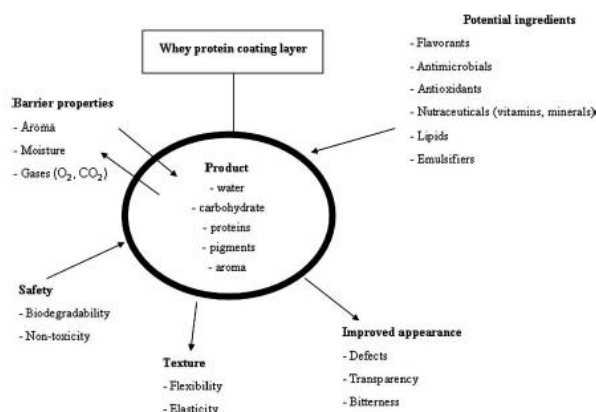 Potential ingredients
- Flavorants
- Antimicrobials
- Antioxidants
- Nutraceuticals (vitamins, minerals)
- Lipids
- Emulsifiers
Whey protein coating layer
Barrier properties
- Aroma
- Moisture
- Gases (O₂, CO₂)
Product
- water
- carbohydrate
- proteins
- pigments
- aroma
Safety
- Biodegradability
- Non-toxicity
Texture
- Flexibility
- Elasticity
Improved appearance
- Defects
- Transparency
- Bitterness